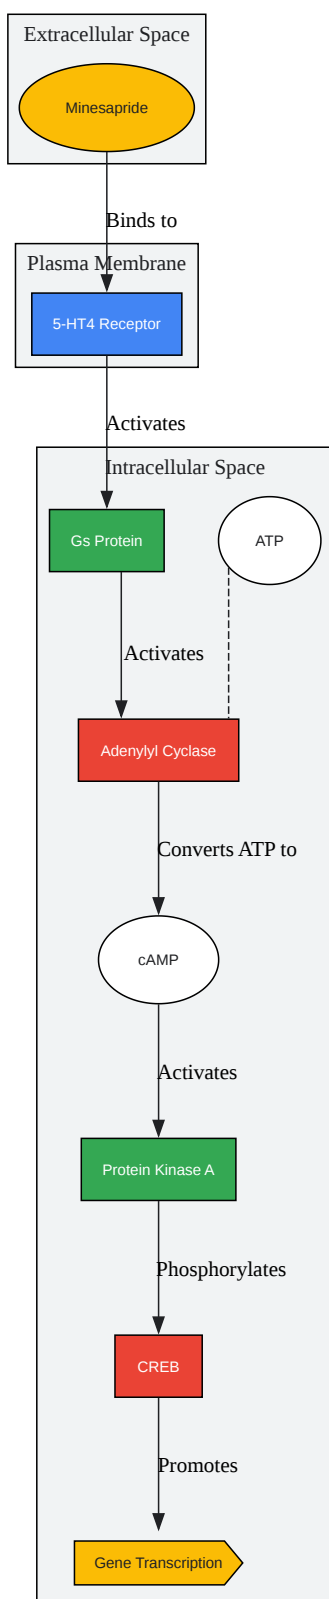 Extracellular Space
Minesapride
Binds to
Plasma Membrane
5-HT4 Receptor
Activates
Intracellular Space
Gs Protein
ATP
Activates
Adenylyl Cyclase
Converts ATP to
cAMP
Activates
Protein Kinase A
Phosphorylates
CREB
Promotes
Gene Transcription